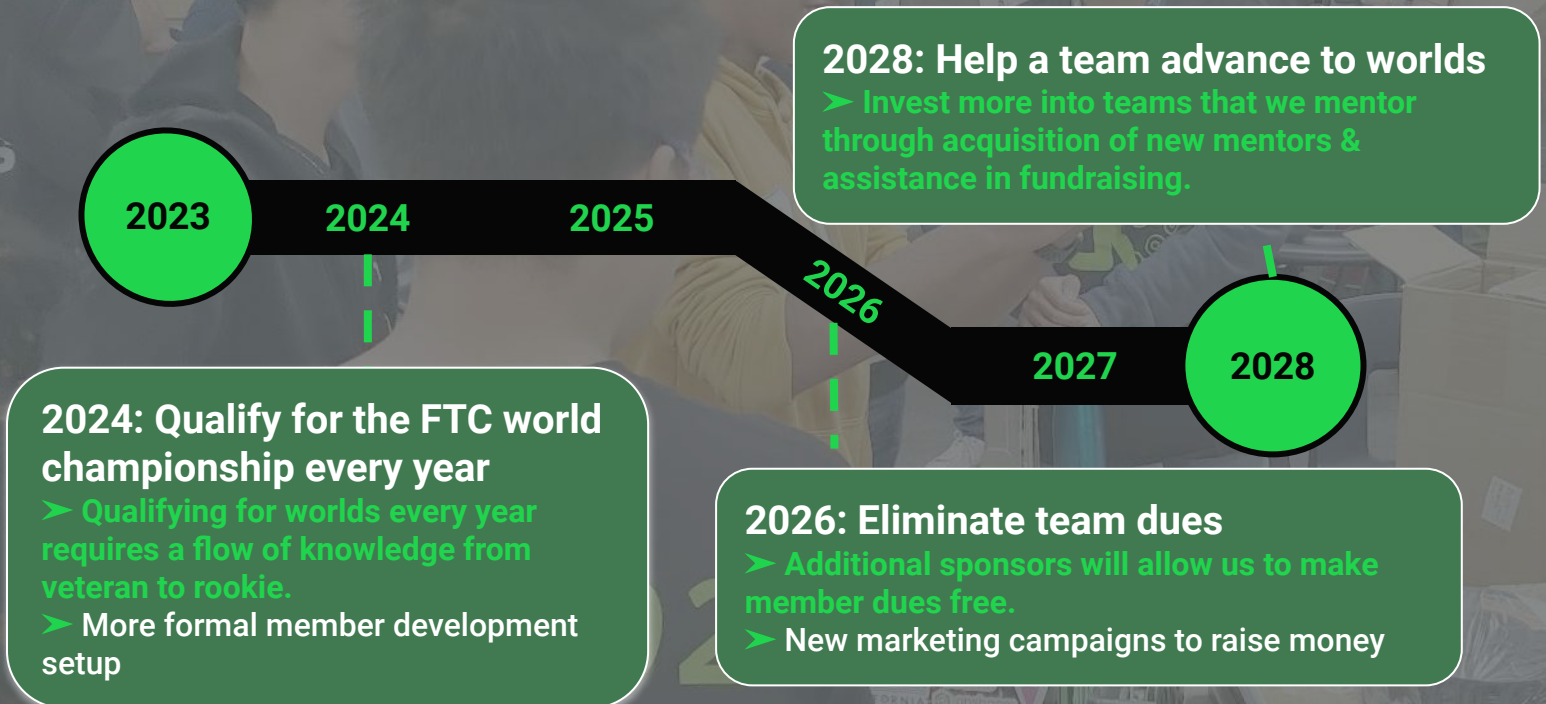 2028: Help a team advance to worlds
➤ Invest more into teams that we mentor
through acquisition of new mentors &
assistance in fundraising.
2023
2024
2025
2026
2027
2028
2024: Qualify for the FTC world
championship every year
➤ Qualifying for worlds every year
requires a flow of knowledge from
veteran to rookie.
➤ More formal member development
setup
2026: Eliminate team dues
➤ Additional sponsors will allow us to make
member dues free.
➤ New marketing campaigns to raise money